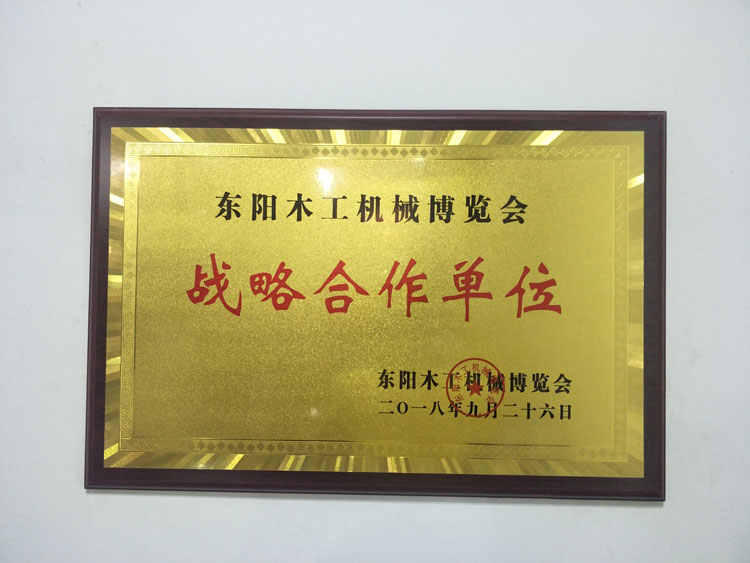 东阳木工机械博览会
战略合作单位
东阳木工机械博览会
二〇一八年九月二十六日